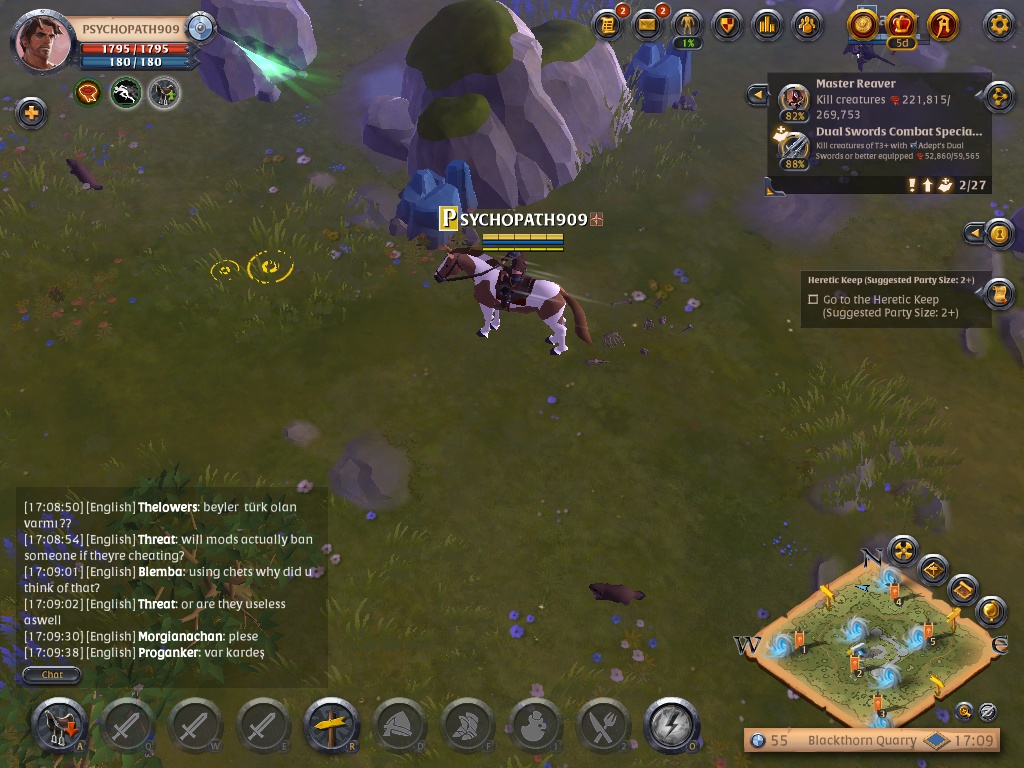 PSYCHOPATH909
1795 / 1795
180 / 180
2
2
1%
5d
Master Reaver
Kill creatures 221,815/
269,753
82%
Dual Swords Combat Specia...
Kill creatures of T3+ with Adept's Dual
Swords or better equipped 52,860/59,565
88%
2/27
PSYCHOPATH909
Heretic Keep (Suggested Party Size: 2+)
Go to the Heretic Keep
(Suggested Party Size: 2+)
[17:08:50] [English] Thelowers: beyler türk olan
varmı??
[17:08:54] [English] Threat: will mods actually ban
someone if theyre cheating?
[17:09:01] [English] Blemba: using chets why did u
think of that?
[17:09:02] [English] Threat: or are they useless
aswell
[17:09:30] [English] Morgianachan: plese
[17:09:38] [English] Proganker: var kardeş
Chat
N
W
E
4
1
5
2
3
A
Q
W
E
R
D
F
1
2
O
55
Blackthorn Quarry
17:09